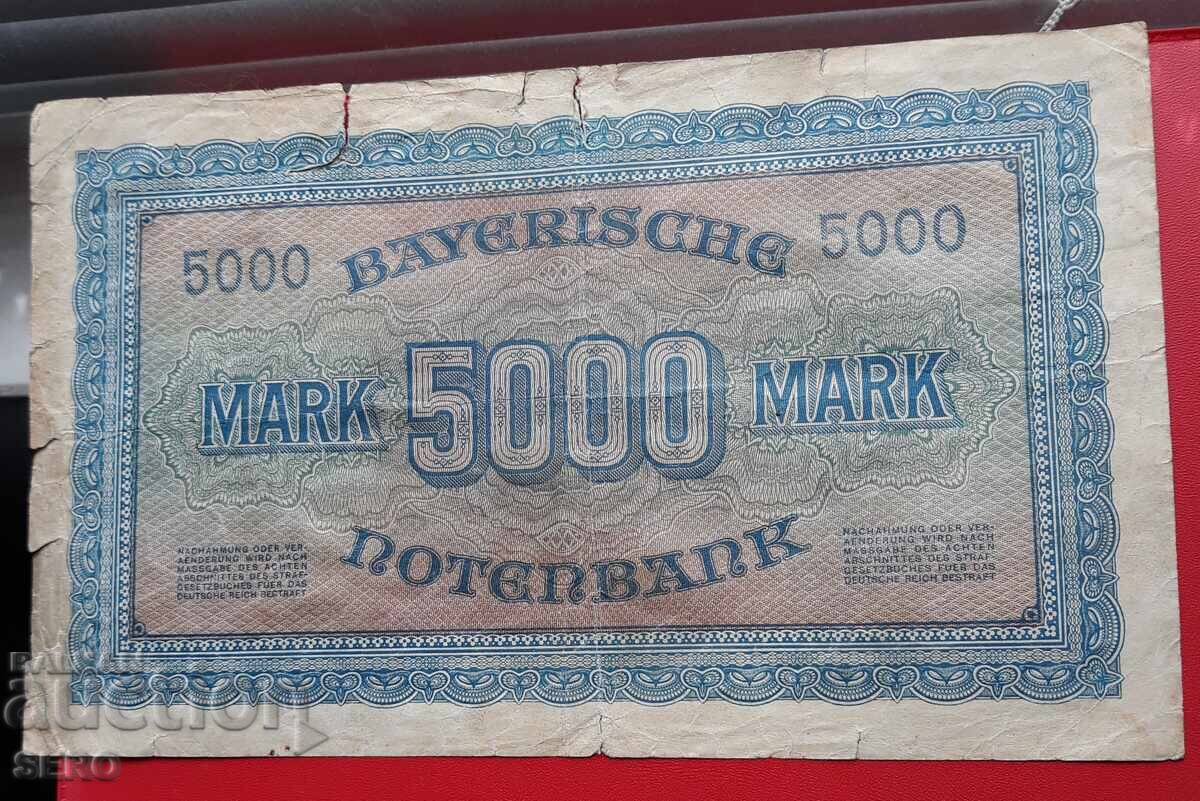 BAYERISCHE
5000
5000
MARK 5000 MARK
NOTENBANK
NACHAHMUNG ODER VER-
AENDERUNG WIRD NACH
MASSGABE DES ACHTEN
ABSCHNITTES DES STRAF-
GESETZBUCHES FUER DAS
DEUTSCHE REICH BESTRAFT
NACHAHMUNG ODER VER-
AENDERUNG WIRD NACH
MASSGABE DES ACHTEN
ABSCHNITTES DES STRAF-
GESETZBUCHES FUER DAS
DEUTSCHE REICH BESTRAFT
BALKAN
auction
SERO